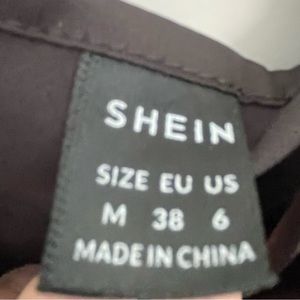 SHEIN
SIZE EU US
M 38 6
MADE IN CHINA